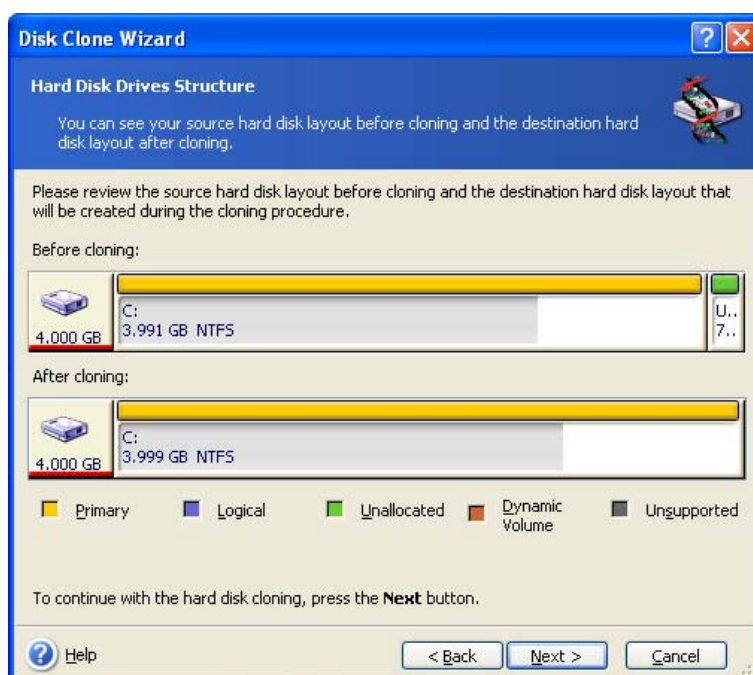 Disk Clone Wizard
Hard Disk Drives Structure
You can see your source hard disk layout before cloning and the destination hard
disk layout after cloning.
Please review the source hard disk layout before cloning and the destination hard disk layout that
will be created during the cloning procedure.
Before cloning:
4.000 GB
C:
3.991 GB NTFS
U..
7..
After cloning:
4.000 GB
C:
3.999 GB NTFS
Primary
Logical
Unallocated
Dynamic
Volume
Unsupported
To continue with the hard disk cloning, press the Next button.
Help
< Back
Next >
Cancel